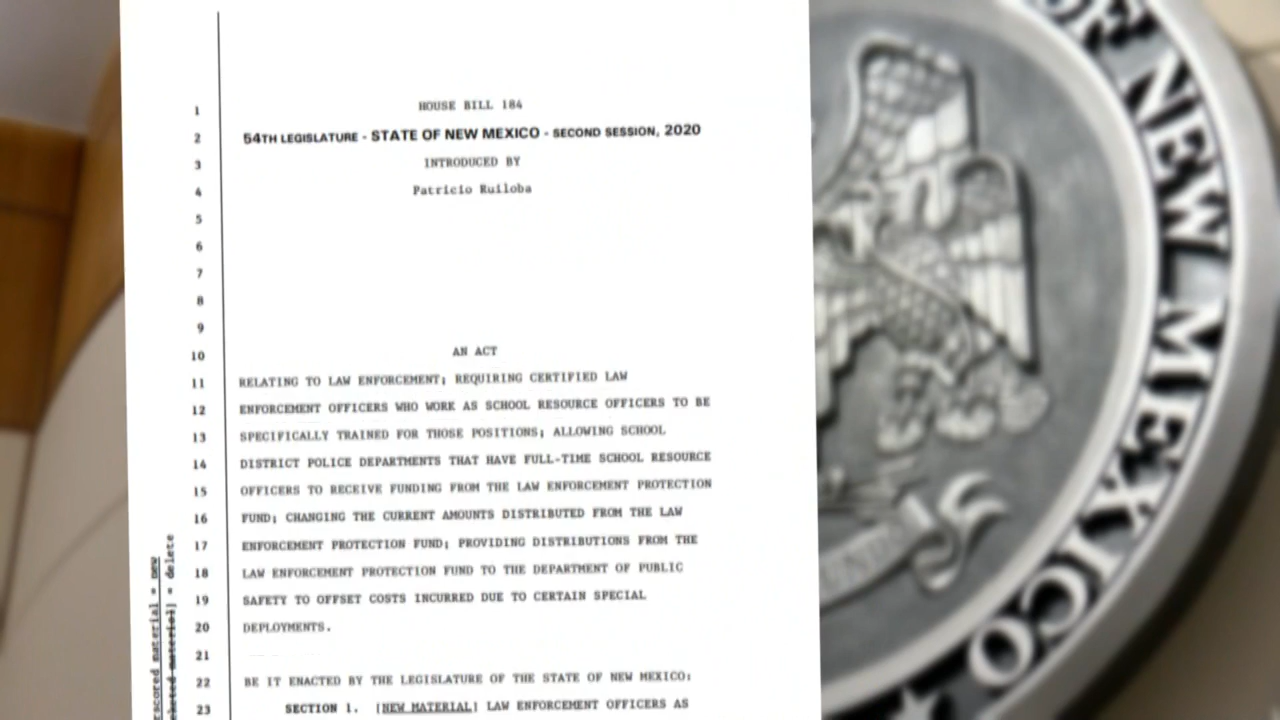 1 HOUSE BILL 184
2 54TH LEGISLATURE - STATE OF NEW MEXICO - SECOND SESSION, 2020
3 INTRODUCED BY
4 Patricio Ruiloba
5
6
7
8
9
10 AN ACT
11 RELATING TO LAW ENFORCEMENT; REQUIRING CERTIFIED LAW
12 ENFORCEMENT OFFICERS WHO WORK AS SCHOOL RESOURCE OFFICERS TO BE
13 SPECIFICALLY TRAINED FOR THOSE POSITIONS; ALLOWING SCHOOL
14 DISTRICT POLICE DEPARTMENTS THAT HAVE FULL-TIME SCHOOL RESOURCE
15 OFFICERS TO RECEIVE FUNDING FROM THE LAW ENFORCEMENT PROTECTION
16 FUND; CHANGING THE CURRENT AMOUNTS DISTRIBUTED FROM THE LAW
17 ENFORCEMENT PROTECTION FUND; PROVIDING DISTRIBUTIONS FROM THE
18 LAW ENFORCEMENT PROTECTION FUND TO THE DEPARTMENT OF PUBLIC
19 SAFETY TO OFFSET COSTS INCURRED DUE TO CERTAIN SPECIAL
20 DEPLOYMENTS.
21
22 BE IT ENACTED BY THE LEGISLATURE OF THE STATE OF NEW MEXICO:
23 SECTION 1. [NEW MATERIAL] LAW ENFORCEMENT OFFICERS AS
material = new
material] = delete
OF NEW MEXICO